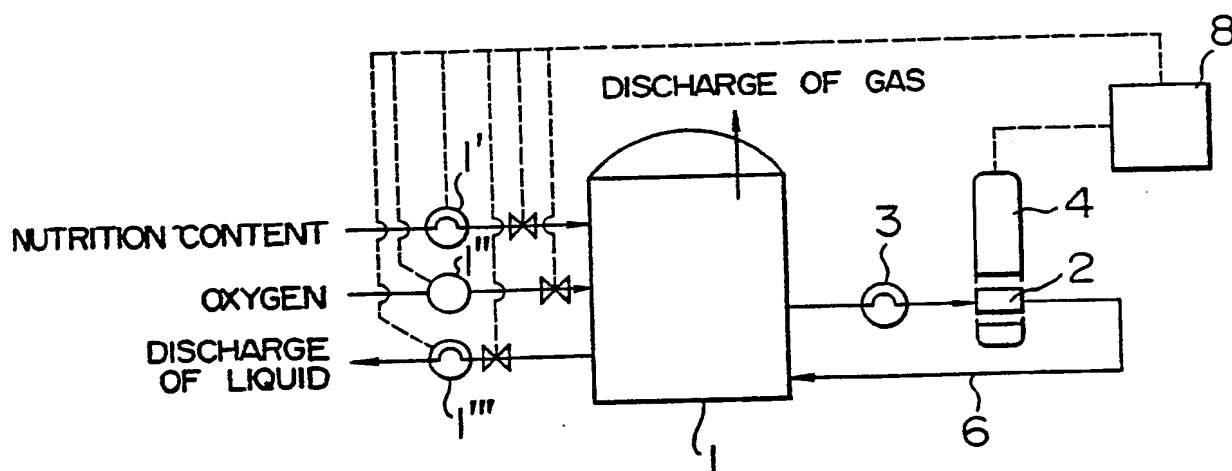 8
DISCHARGE OF GAS
1'
4
3
NUTRITION CONTENT
1"
2
OXYGEN
DISCHARGE
OF LIQUID
1"'
6
1